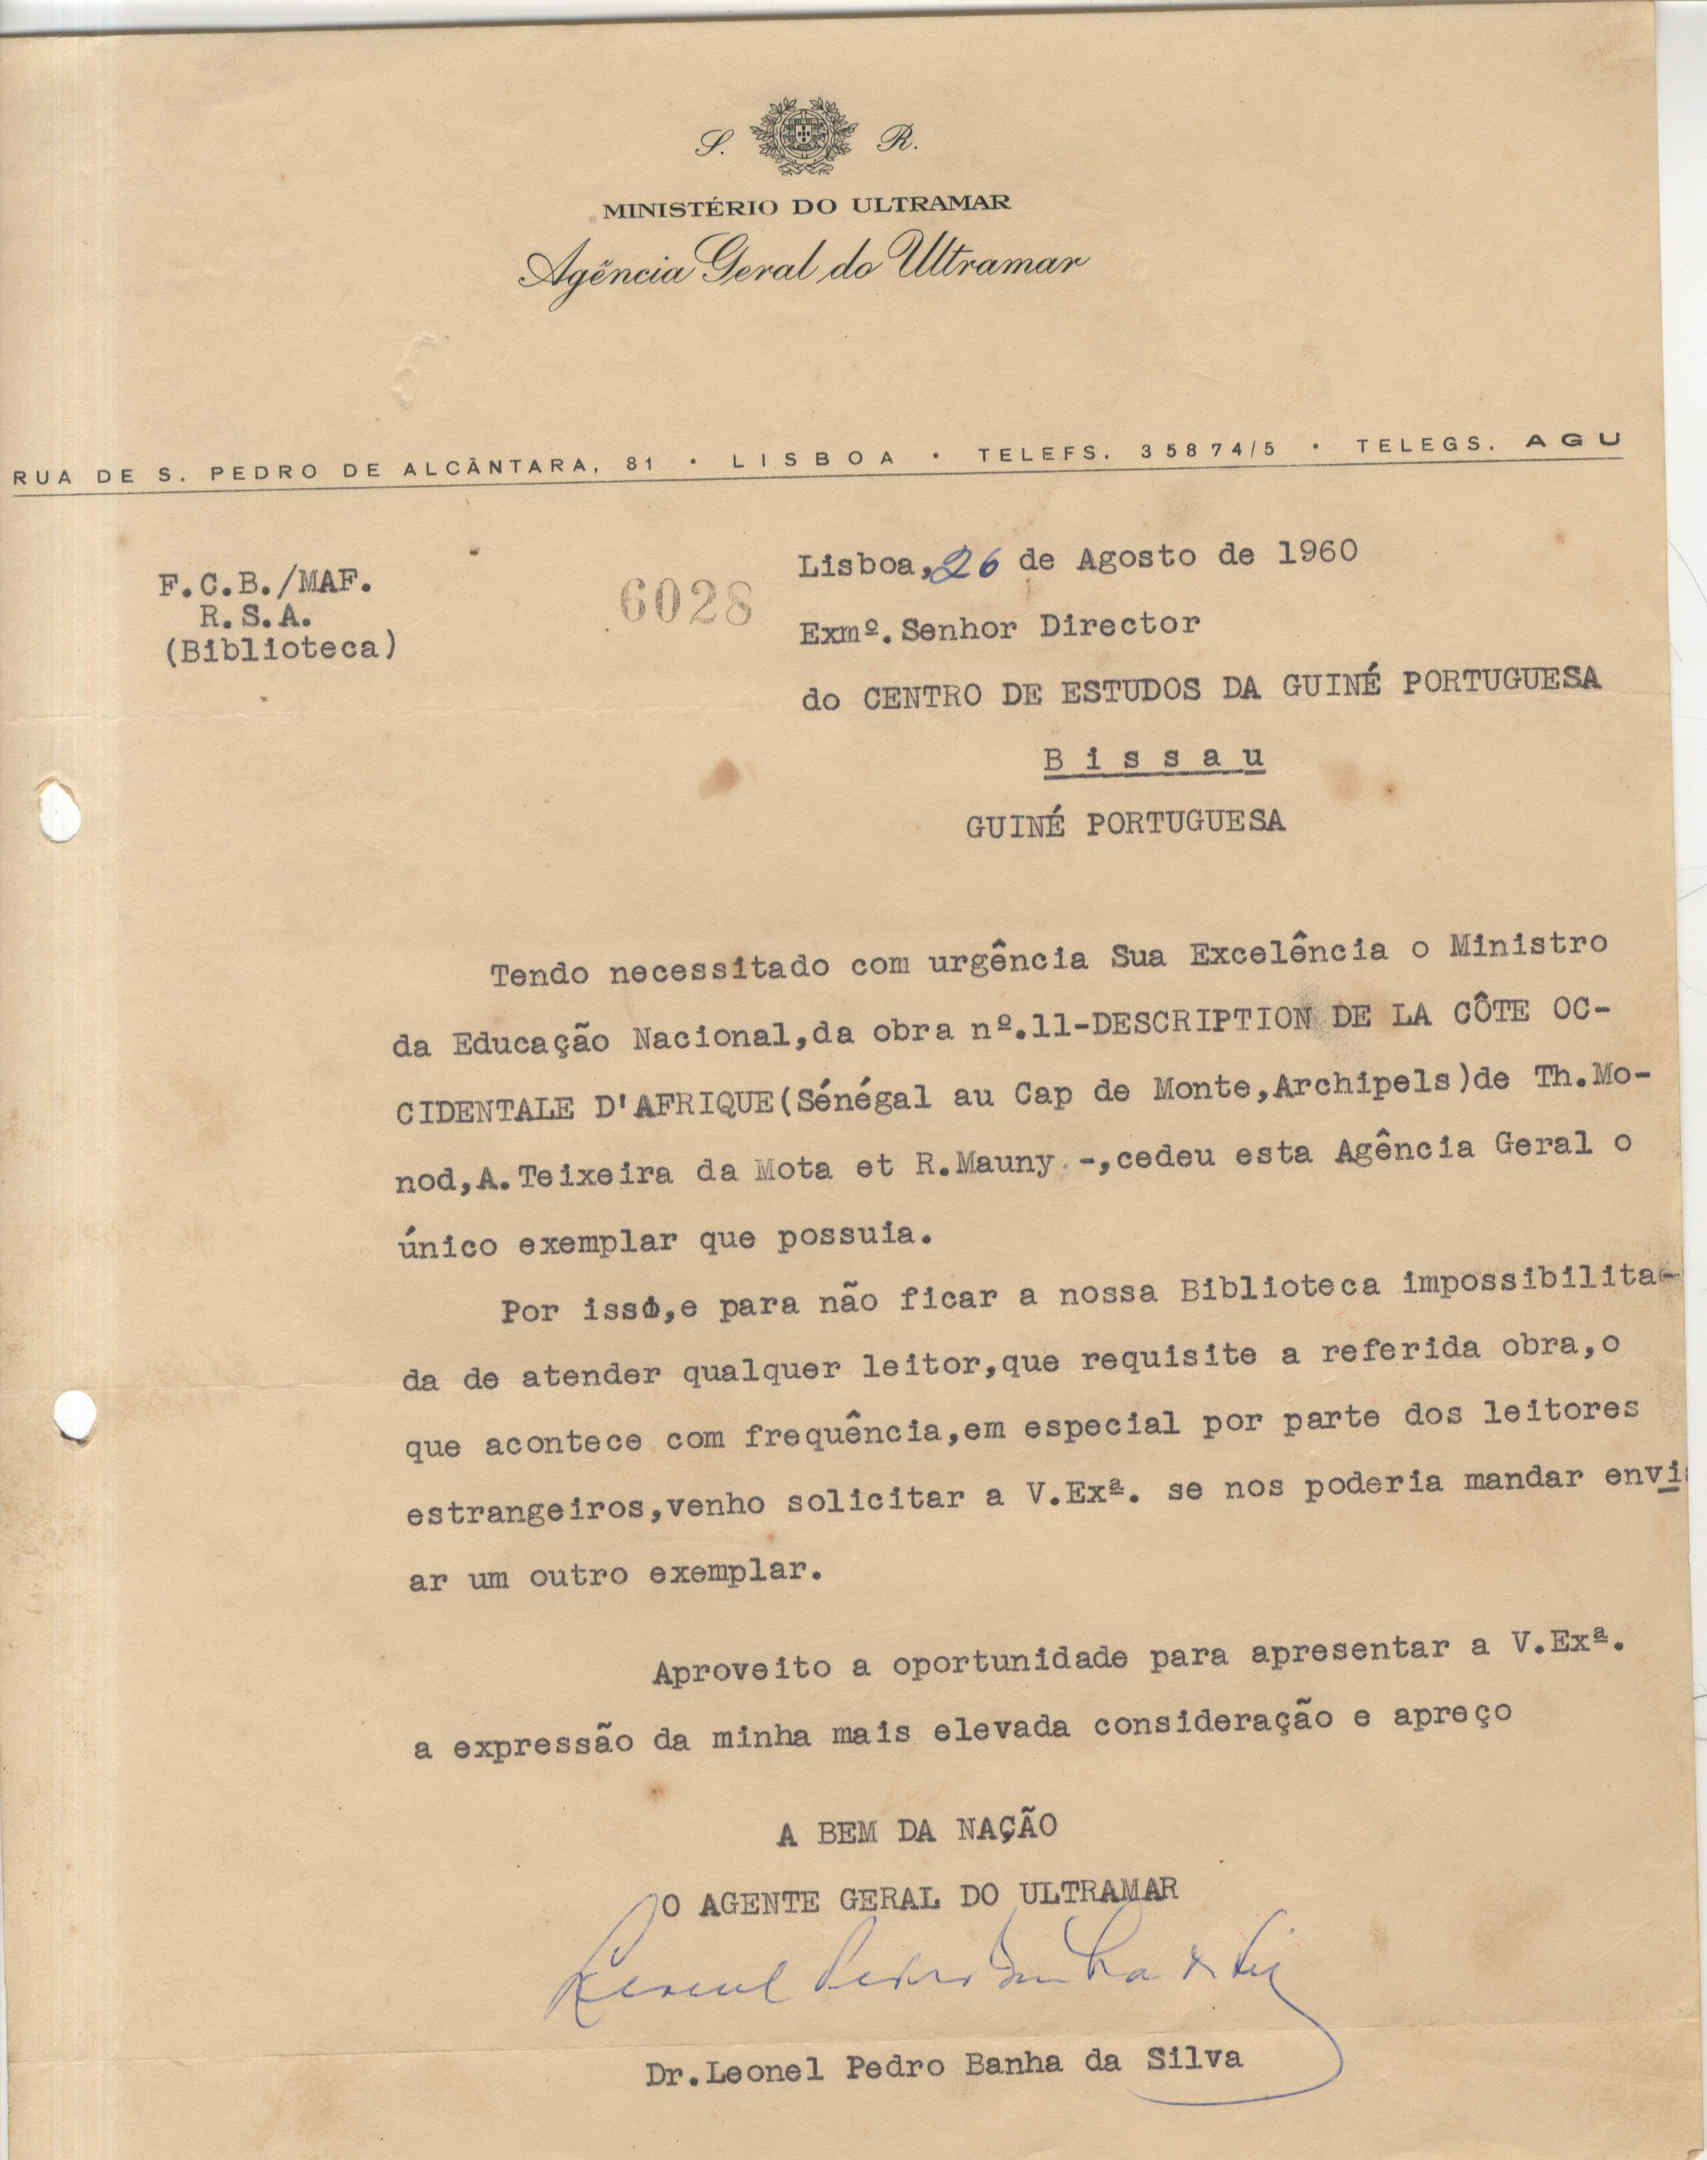 S. R.
MINISTÉRIO DO ULTRAMAR
Agência Geral do Ultramar
RUA DE S. PEDRO DE ALCÂNTARA, 81 • LISBOA • TELEFS. 35874/5 • TELEGS. AGU
F.C.B./MAF.
R.S.A.
(Biblioteca)
6028
Lisboa,26 de Agosto de 1960
Exmº.Senhor Director
do CENTRO DE ESTUDOS DA GUINÉ PORTUGUESA
Bissau
GUINÉ PORTUGUESA
Tendo necessitado com urgência Sua Excelência o Ministro
da Educação Nacional,da obra nº.11-DESCRIPTION DE LA CÔTE OC-
CIDENTALE D'AFRIQUE(Sénégal au Cap de Monte,Archipels)de Th.Mo-
nod,A.Teixeira da Mota et R.Mauny.-,cedeu esta Agência Geral o
único exemplar que possuia.
Por isso,e para não ficar a nossa Biblioteca impossibilita-
da de atender qualquer leitor,que requisite a referida obra,o
que acontece com frequência,em especial por parte dos leitores
estrangeiros,venho solicitar a V.Exª. se nos poderia mandar envi
ar um outro exemplar.
Aproveito a oportunidade para apresentar a V.Exª.
a expressão da minha mais elevada consideração e apreço
A BEM DA NAÇÃO
O AGENTE GERAL DO ULTRAMAR
Leonel Pedro Banha da Silva
Dr.Leonel Pedro Banha da Silva